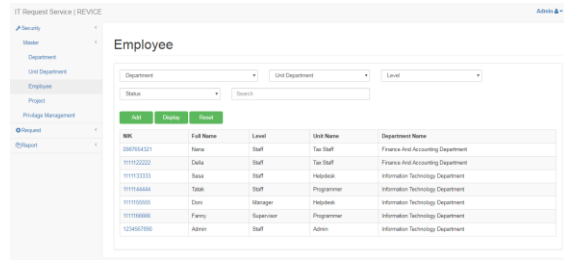 IT Request Service | REVICE
Admin
Security
Master
Department
Unit Department
Employee
Project
Privilage Management
Request
Report
Employee
Department Unit Department Level
Status Search
Add Display Reset
NIK Full Name Level Unit Name Department Name
0987654321 Nana Staff Tax Staff Finance And Accounting Department
1111122222 Della Staff Tax Staff Finance And Accounting Department
1111133333 Sasa Staff Helpdesk Information Technology Department
1111144444 Tatak Staff Programmer Information Technology Department
1111155555 Doni Manager Helpdesk Information Technology Department
1111166666 Fanny Supervisor Programmer Information Technology Department
1234567890 Admin Staff Admin Information Technology Department